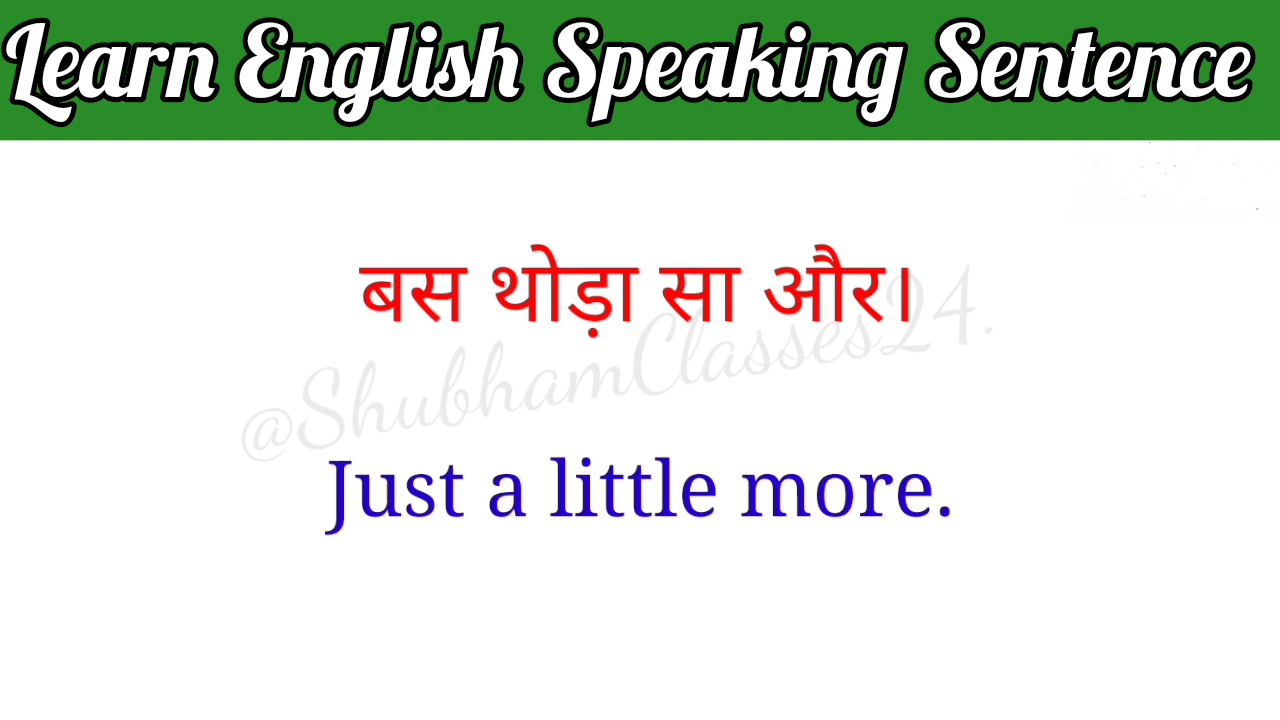 Learn English Speaking Sentence
बस थोड़ा सा और।
@ShubhamClasses24.
Just a little more.